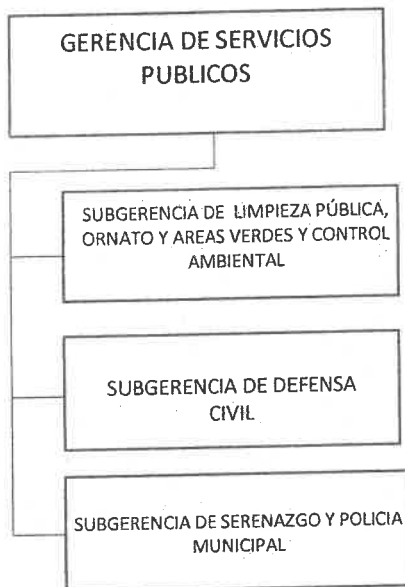 GERENCIA DE SERVICIOS
PUBLICOS
SUBGERENCIA DE LIMPIEZA PÚBLICA,
ORNATO Y AREAS VERDES Y CONTROL
AMBIENTAL
SUBGERENCIA DE DEFENSA
CIVIL
SUBGERENCIA DE SERENAZGO Y POLICIA
MUNICIPAL